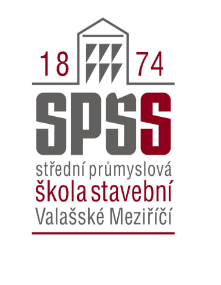 18 74
SPŠS
střední průmyslová
škola stavební
Valašské Meziříčí